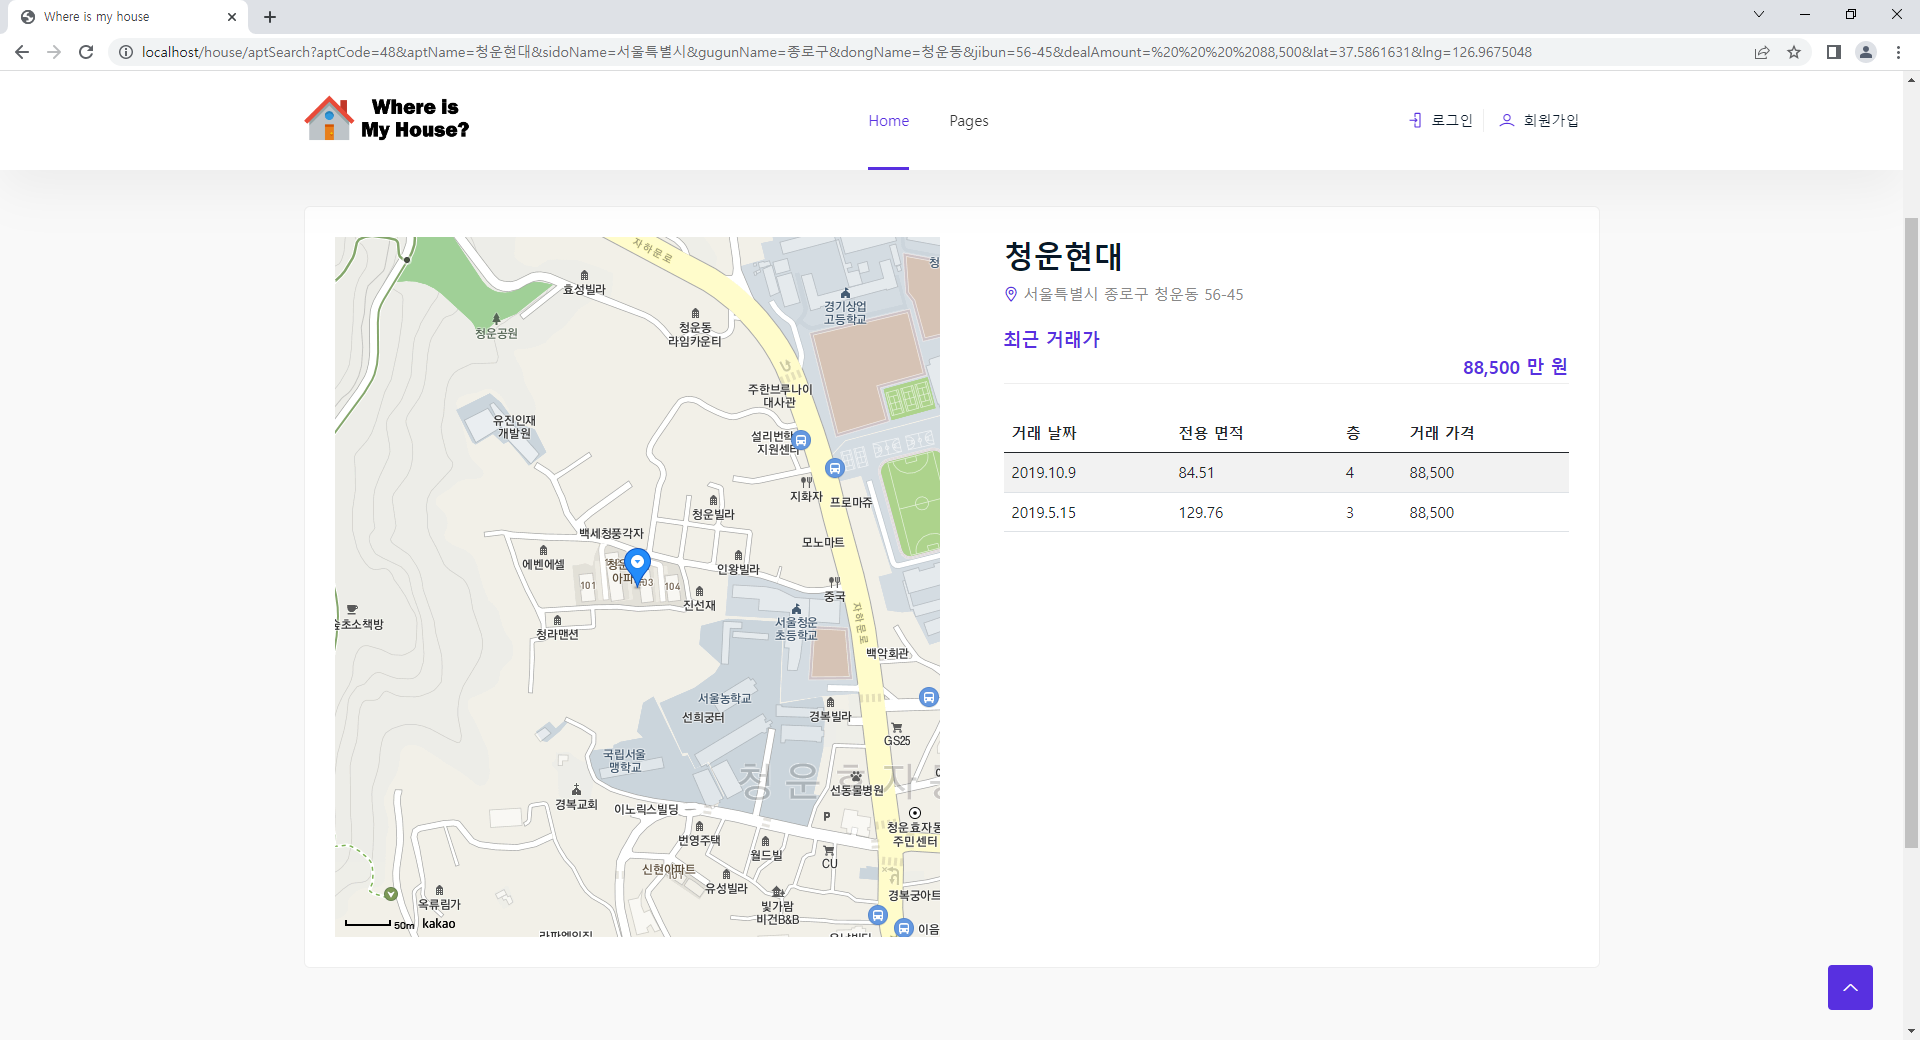 Where is my house
localhost/house/aptSearch?aptCode=48&aptName=청운현대&sidoName=서울특별시&gugunName=종로구&dongName=청운동&jibun=56-45&dealAmount=%20%20%20%2088,500&lat=37.5861631&lng=126.9675048
Where is
My House?
Home
Pages
로그인
회원가입
자하문로
효성빌라
청운공원
청운동
라임카운티
경기상업
고등학교
청
주한브루나이
대사관
유진인재
개발원
설리번학
지원센터
지화자
프로마쥬
청운빌라
백세청풍각자
모노마트
에벤에셀
청운
아파
101
103
104
인왕빌라
진선재
중국
자하문로
숲초소책방
청라맨션
서울청운
초등학교
백악회관
서울농학교
선희궁터
경복빌라
GS25
국립서울
맹학교
청운효자동
선동물병원
경복교회
이노릭스빌딩
P
청운효자동
주민센터
번영주택
월드빌
CU
신현아파트
유성빌라
경복궁아트
옥류림가
빛가람
비건B&B
이음
50m
kakao
라파엘의집
청운현대
서울특별시 종로구 청운동 56-45
최근 거래가
88,500 만 원
거래 날짜 전용 면적 층 거래 가격
2019.10.9 84.51 4 88,500
2019.5.15 129.76 3 88,500